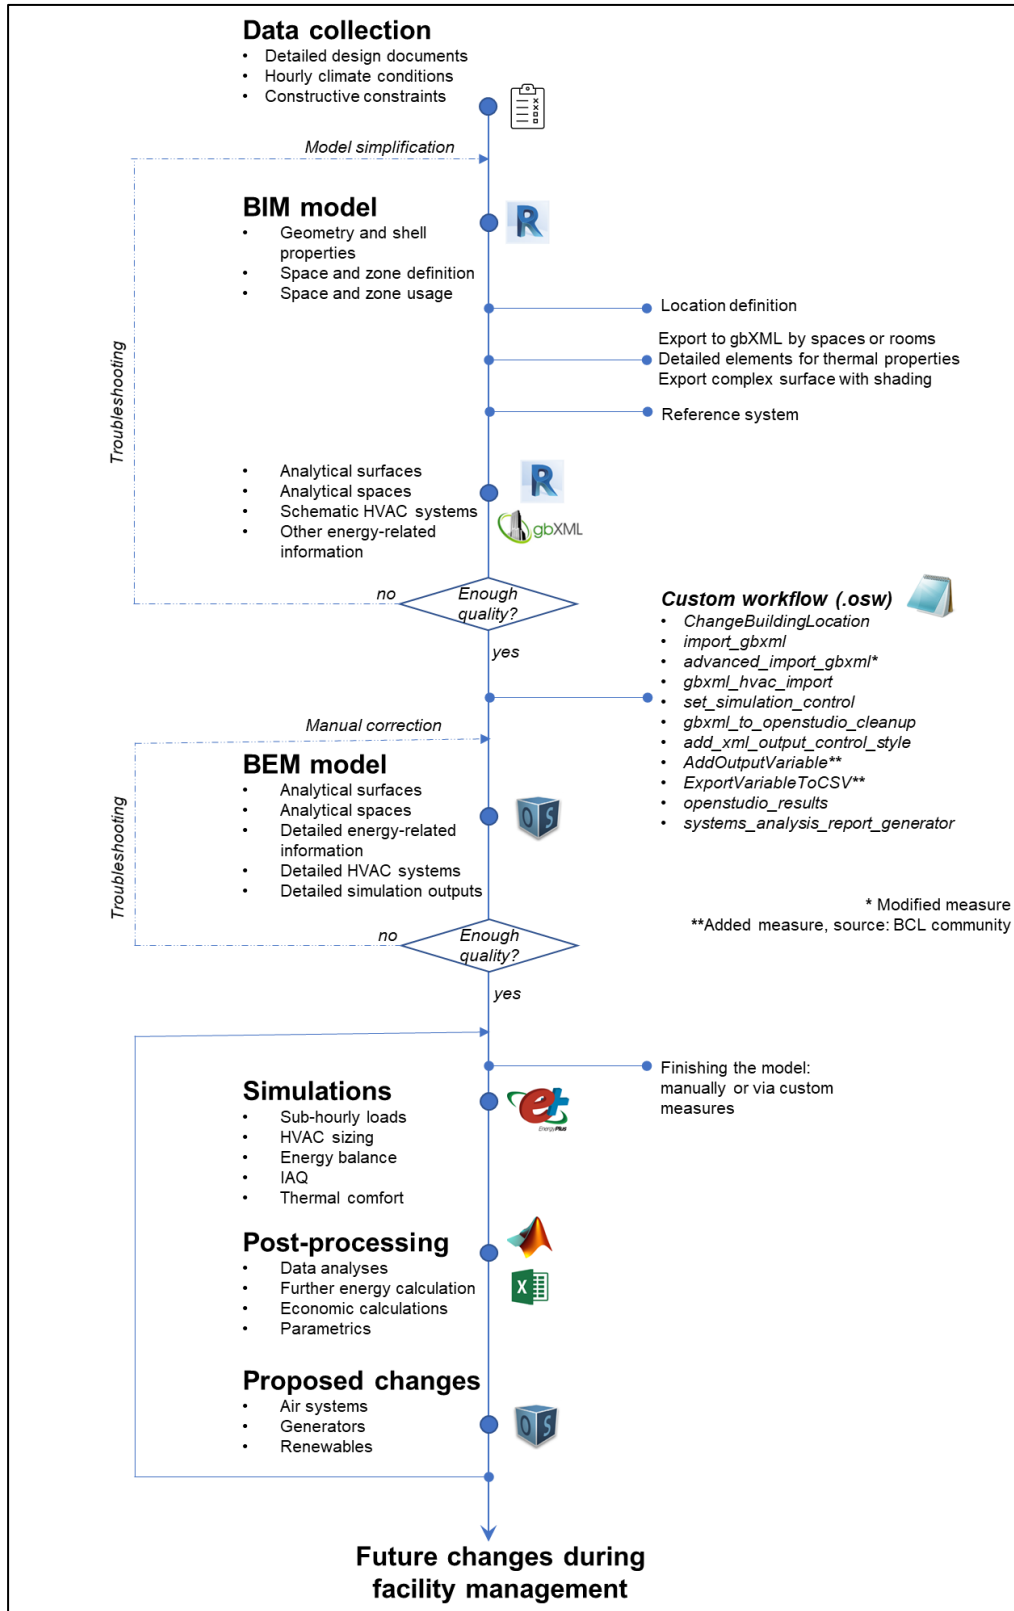 Data collection
• Detailed design documents
• Hourly climate conditions
• Constructive constraints
Model simplification
BIM model
• Geometry and shell
properties
• Space and zone definition
• Space and zone usage
R
Location definition
Export to gbXML by spaces or rooms
Detailed elements for thermal properties
Export complex surface with shading
Reference system
Troubleshooting
• Analytical surfaces
• Analytical spaces
• Schematic HVAC systems
• Other energy-related
information
R
gbXML
no
Enough
quality?
yes
Custom workflow (.osw)
• ChangeBuildingLocation
• import_gbxml
• advanced_import_gbxml*
• gbxml_hvac_import
• set_simulation_control
• gbxml_to_openstudio_cleanup
• add_xml_output_control_style
• AddOutputVariable**
• ExportVariableToCSV**
• openstudio_results
• systems_analysis_report_generator
* Modified measure
**Added measure, source: BCL community
Manual correction
BEM model
• Analytical surfaces
• Analytical spaces
• Detailed energy-related
information
• Detailed HVAC systems
• Detailed simulation outputs
O S
Troubleshooting
no
Enough
quality?
yes
Finishing the model:
manually or via custom
measures
Simulations
• Sub-hourly loads
• HVAC sizing
• Energy balance
• IAQ
• Thermal comfort
e+
EnergyPlus
Post-processing
• Data analyses
• Further energy calculation
• Economic calculations
• Parametrics
X
Proposed changes
• Air systems
• Generators
• Renewables
O S
Future changes during
facility management